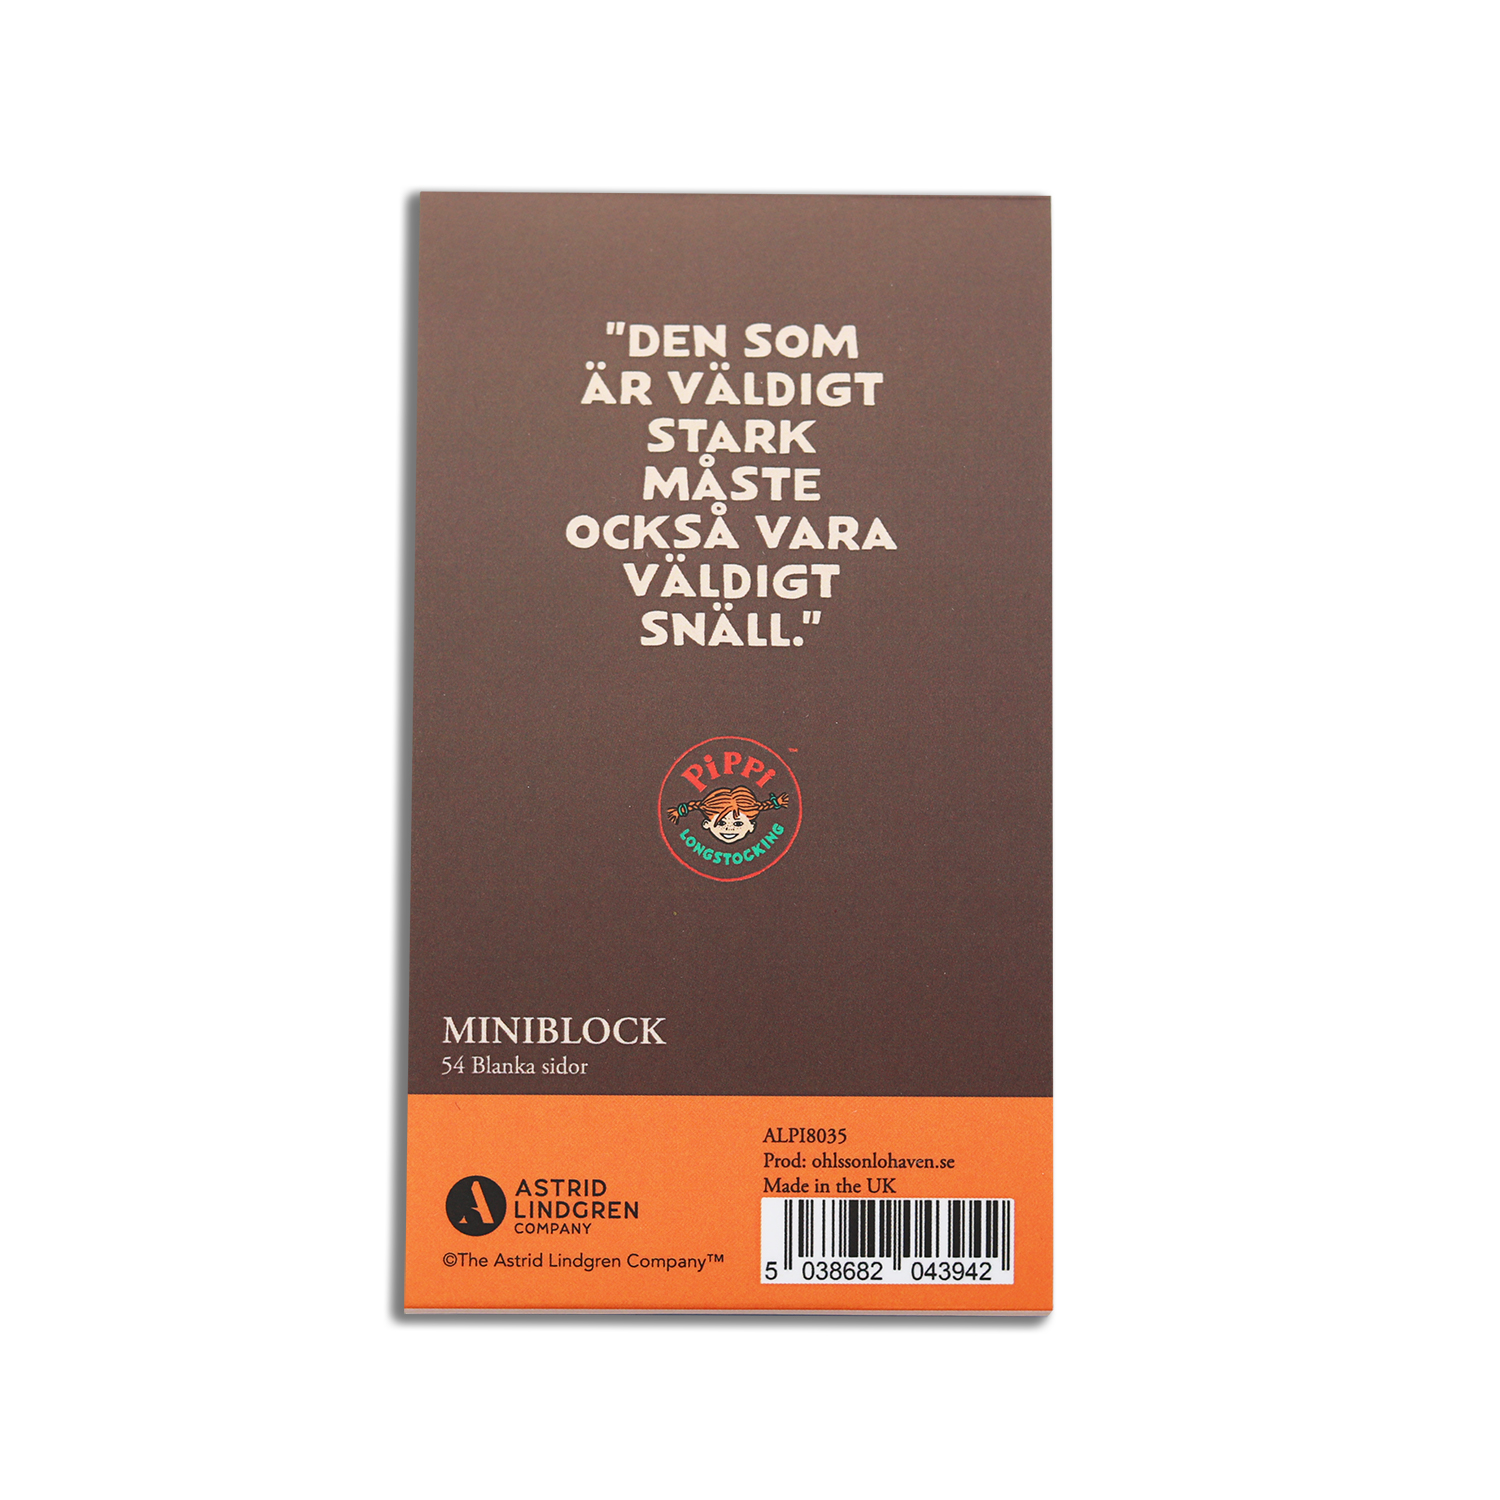 "DEN SOM
ÄR VÄLDIGT
STARK
MÅSTE
OCKSÅ VARA
VÄLDIGT
SNÄLL."
PiPPi
LONGSTOCKING
MINIBLOCK
54 Blanka sidor
ALPI8035
Prod: ohlssonlohaven.se
Made in the UK
A ASTRID
LINDGREN
COMPANY
©The Astrid Lindgren Company™
5 038682 043942